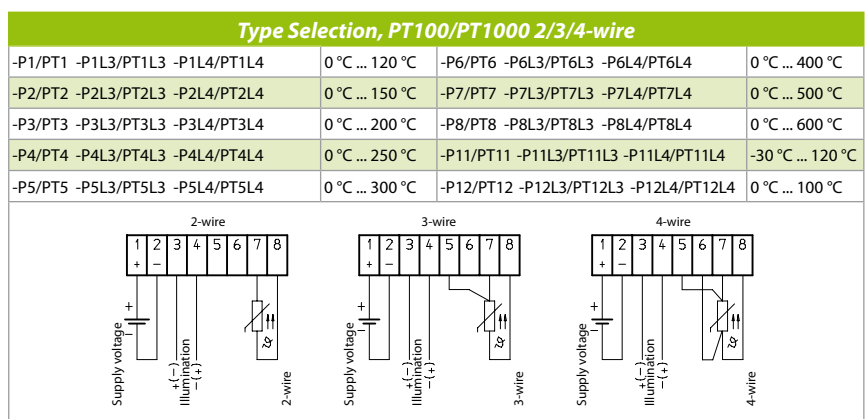 Type Selection, PT100/PT1000 2/3/4-wire
-P1/PT1 -P1L3/PT1L3 -P1L4/PT1L4 0 °C ... 120 °C -P6/PT6 -P6L3/PT6L3 -P6L4/PT6L4 0 °C ... 400 °C
-P2/PT2 -P2L3/PT2L3 -P2L4/PT2L4 0 °C ... 150 °C -P7/PT7 -P7L3/PT7L3 -P7L4/PT7L4 0 °C ... 500 °C
-P3/PT3 -P3L3/PT3L3 -P3L4/PT3L4 0 °C ... 200 °C -P8/PT8 -P8L3/PT8L3 -P8L4/PT8L4 0 °C ... 600 °C
-P4/PT4 -P4L3/PT4L3 -P4L4/PT4L4 0 °C ... 250 °C -P11/PT11 -P11L3/PT11L3 -P11L4/PT11L4 -30 °C ... 120 °C
-P5/PT5 -P5L3/PT5L3 -P5L4/PT5L4 0 °C ... 300 °C -P12/PT12 -P12L3/PT12L3 -P12L4/PT12L4 0 °C ... 100 °C
2-wire
1 2 3 4 5 6 7 8
+ −
+
−
Supply voltage
+(−)
Illumination
−(+)
ϑ
2-wire
3-wire
1 2 3 4 5 6 7 8
+ −
+
−
Supply voltage
+(−)
Illumination
−(+)
ϑ
3-wire
4-wire
1 2 3 4 5 6 7 8
+ −
+
−
Supply voltage
+(−)
Illumination
−(+)
ϑ
4-wire